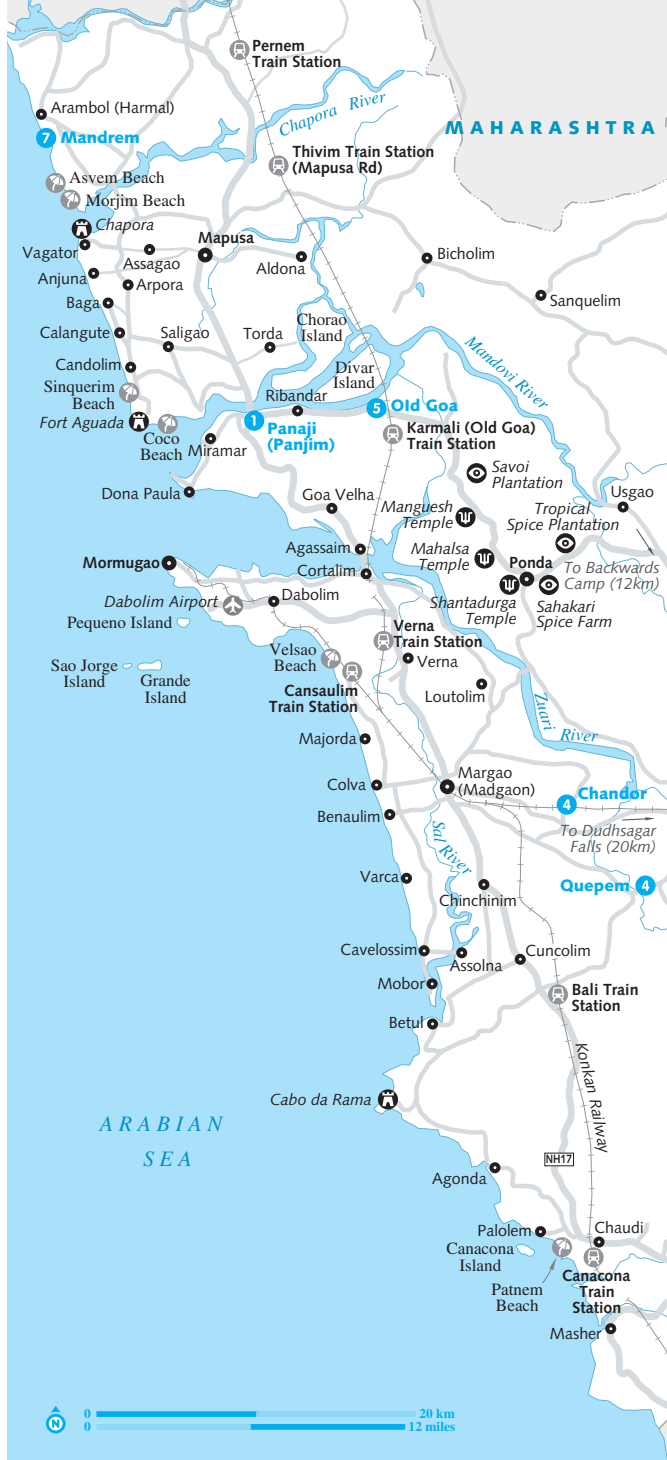 Pernem
Train Station
Arambol (Harmal)
Chapora River
7 Mandrem
MAHARASHTRA
Thivim Train Station
(Mapusa Rd)
Asvem Beach
Morjim Beach
Chapora
Vagator
Assagao
Mapusa
Aldona
Bicholim
Anjuna
Arpora
Baga
Sanquelim
Calangute
Saligao
Torda
Chorao
Island
Mandovi River
Candolim
Divar
Island
Sinquerim
Beach
Ribandar
5 Old Goa
Fort Aguada
1 Panaji
(Panjim)
Coco
Beach
Miramar
Karmali (Old Goa)
Train Station
Savoi
Plantation
Dona Paula
Goa Velha
Manguesh
Temple
Tropical
Spice Plantation
Usgao
Agassaim
Mahalsa
Temple
Ponda
To Backwards
Camp (12km)
Mormugao
Cortalim
Dabolim Airport
Dabolim
Shantadurga
Temple
Sahakari
Spice Farm
Pequeno Island
Verna
Train Station
Velsao
Beach
Verna
Sao Jorge
Island
Grande
Island
Cansaulim
Train Station
Loutolim
Zuari River
Majorda
Margao
(Madgaon)
Colva
4 Chandor
Benaulim
To Dudhsagar
Falls (20km)
Sal River
Varca
Chinchinim
Quepem 4
Cavelossim
Assolna
Cuncolim
Mobor
Bali Train
Station
Betul
Konkan Railway
Cabo da Rama
ARABIAN
SEA
NH17
Agonda
Palolem
Chaudi
Canacona
Island
Patnem
Beach
Canacona
Train
Station
Masher
N
0 20 km
0 12 miles